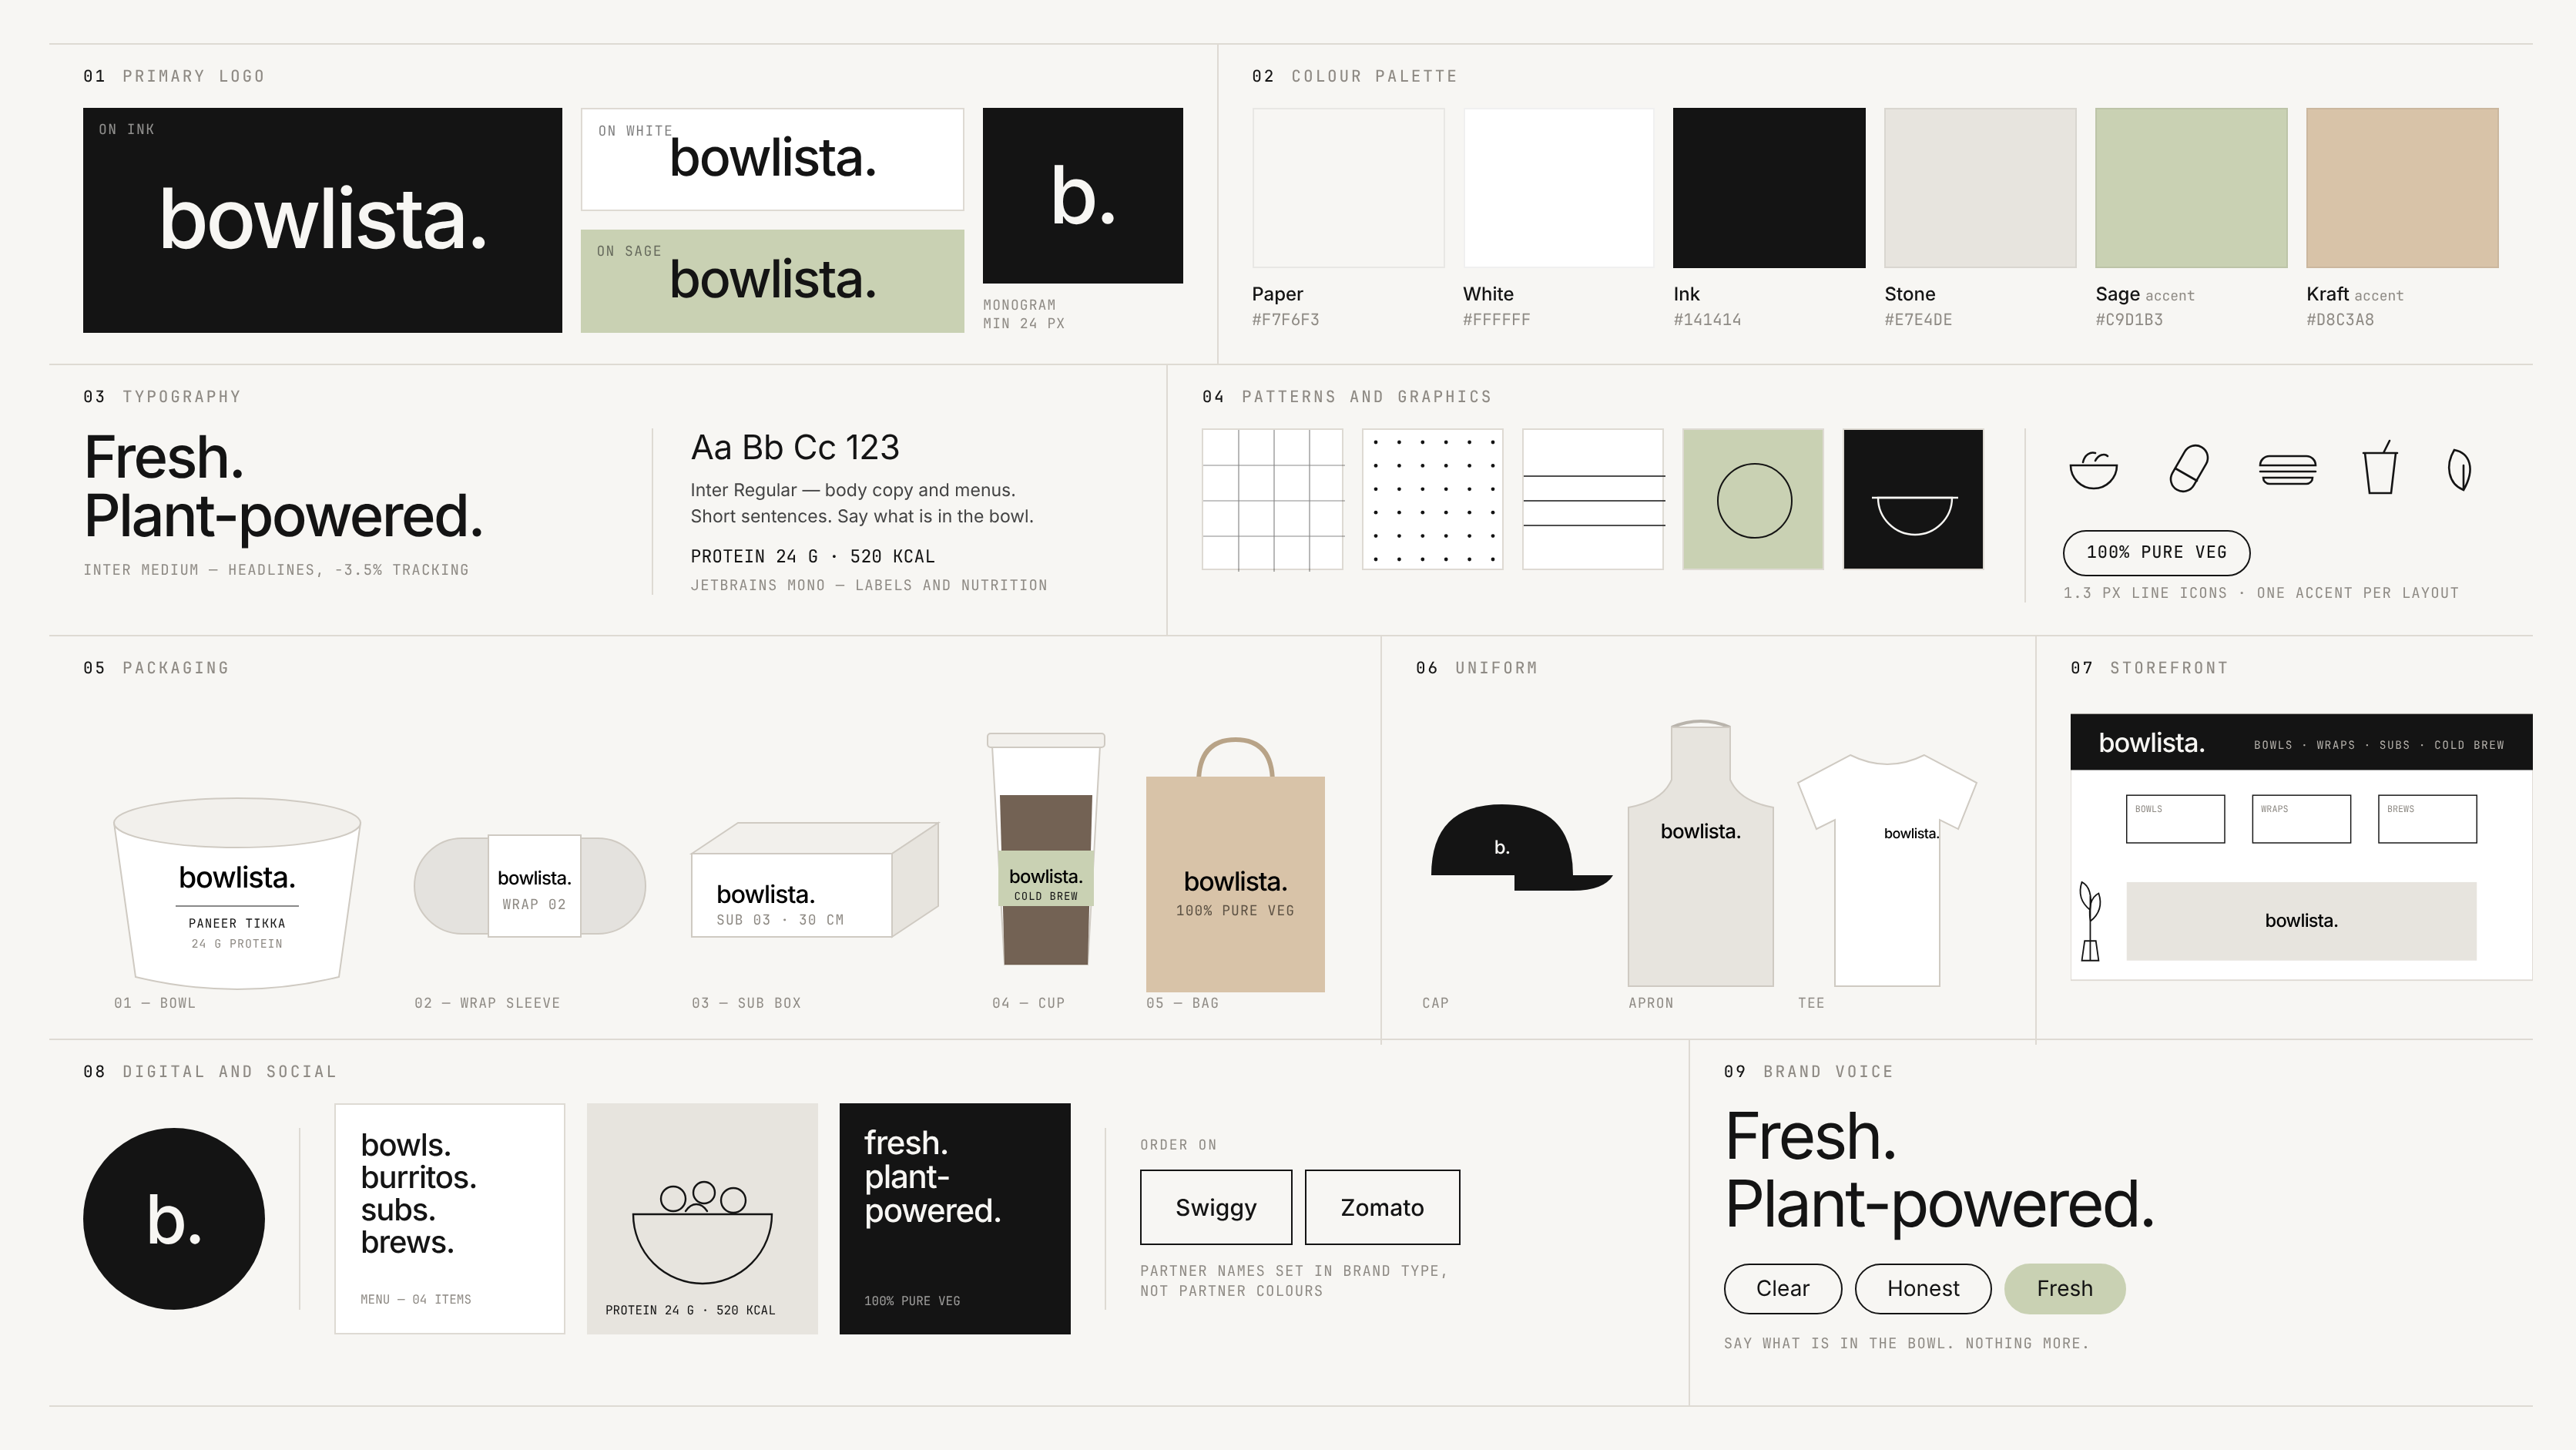 01 PRIMARY LOGO
ON INK
bowlista.
ON WHITE
bowlista.
ON SAGE
bowlista.
b.
MONOGRAM
MIN 24 PX
02 COLOUR PALETTE
Paper
#F7F6F3
White
#FFFFFF
Ink
#141414
Stone
#E7E4DE
Sage accent
#C9D1B3
Kraft accent
#D8C3A8
03 TYPOGRAPHY
Fresh.
Plant-powered.
INTER MEDIUM — HEADLINES, -3.5% TRACKING
Aa Bb Cc 123
Inter Regular — body copy and menus.
Short sentences. Say what is in the bowl.
PROTEIN 24 G · 520 KCAL
JETBRAINS MONO — LABELS AND NUTRITION
04 PATTERNS AND GRAPHICS
100% PURE VEG
1.3 PX LINE ICONS · ONE ACCENT PER LAYOUT
05 PACKAGING
bowlista.
PANEER TIKKA
24 G PROTEIN
01 — BOWL
bowlista.
WRAP 02
02 — WRAP SLEEVE
bowlista.
SUB 03 · 30 CM
03 — SUB BOX
bowlista.
COLD BREW
04 — CUP
bowlista.
100% PURE VEG
05 — BAG
06 UNIFORM
b.
CAP
bowlista.
APRON
bowlista.
TEE
07 STOREFRONT
bowlista.
BOWLS · WRAPS · SUBS · COLD BREW
BOWLS
WRAPS
BREWS
bowlista.
08 DIGITAL AND SOCIAL
b.
bowls.
burritos.
subs.
brews.
MENU — 04 ITEMS
PROTEIN 24 G · 520 KCAL
fresh.
plant-
powered.
100% PURE VEG
ORDER ON
Swiggy
Zomato
PARTNER NAMES SET IN BRAND TYPE,
NOT PARTNER COLOURS
09 BRAND VOICE
Fresh.
Plant-powered.
Clear
Honest
Fresh
SAY WHAT IS IN THE BOWL. NOTHING MORE.